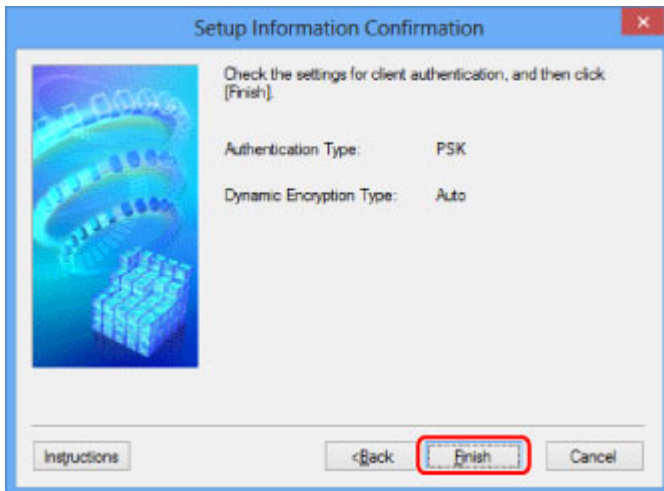 Setup Information Confirmation
Check the settings for client authentication, and then click
[Finish].
Authentication Type: PSK
Dynamic Encryption Type: Auto
Instructions <Back Finish Cancel